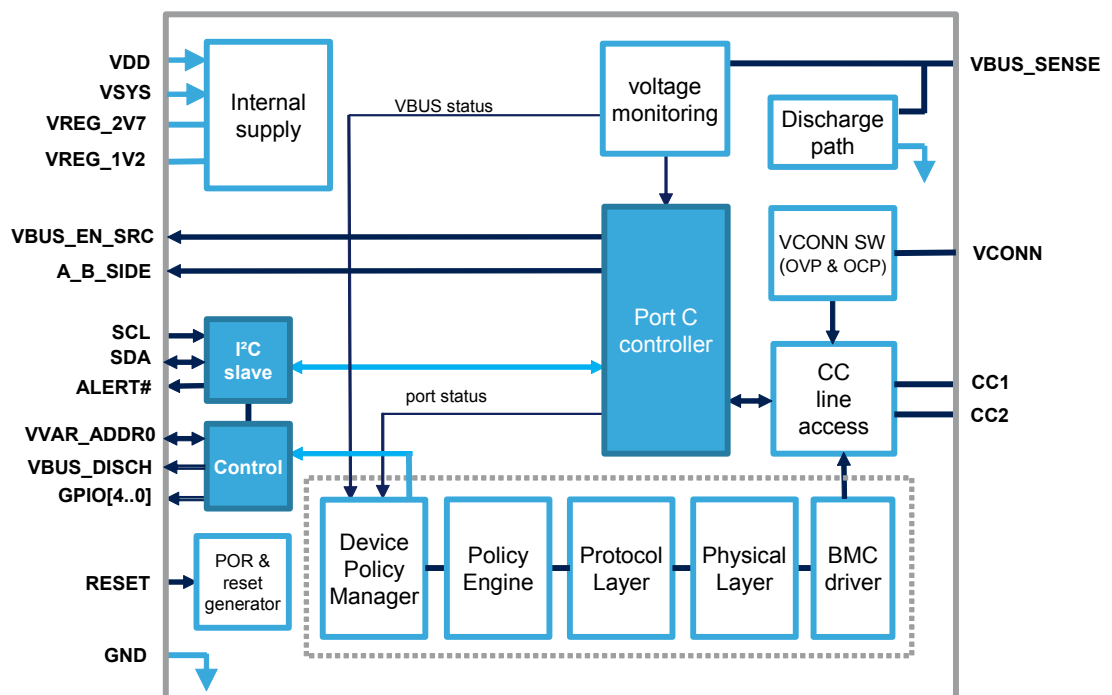 VDD
VSYS
VREG_2V7
VREG_1V2
Internal
supply
VBUS status
voltage
monitoring
VBUS_SENSE
Discharge
path
VBUS_EN_SRC
A_B_SIDE
VCONN SW
(OVP & OCP)
VCONN
Port C
controller
SCL
SDA
ALERT#
I²C
slave
port status
CC
line
access
CC1
CC2
VVAR_ADDR0
VBUS_DISCH
GPIO[4..0]
Control
Device
Policy
Manager
Policy
Engine
Protocol
Layer
Physical
Layer
BMC
driver
RESET
POR &
reset
generator
GND